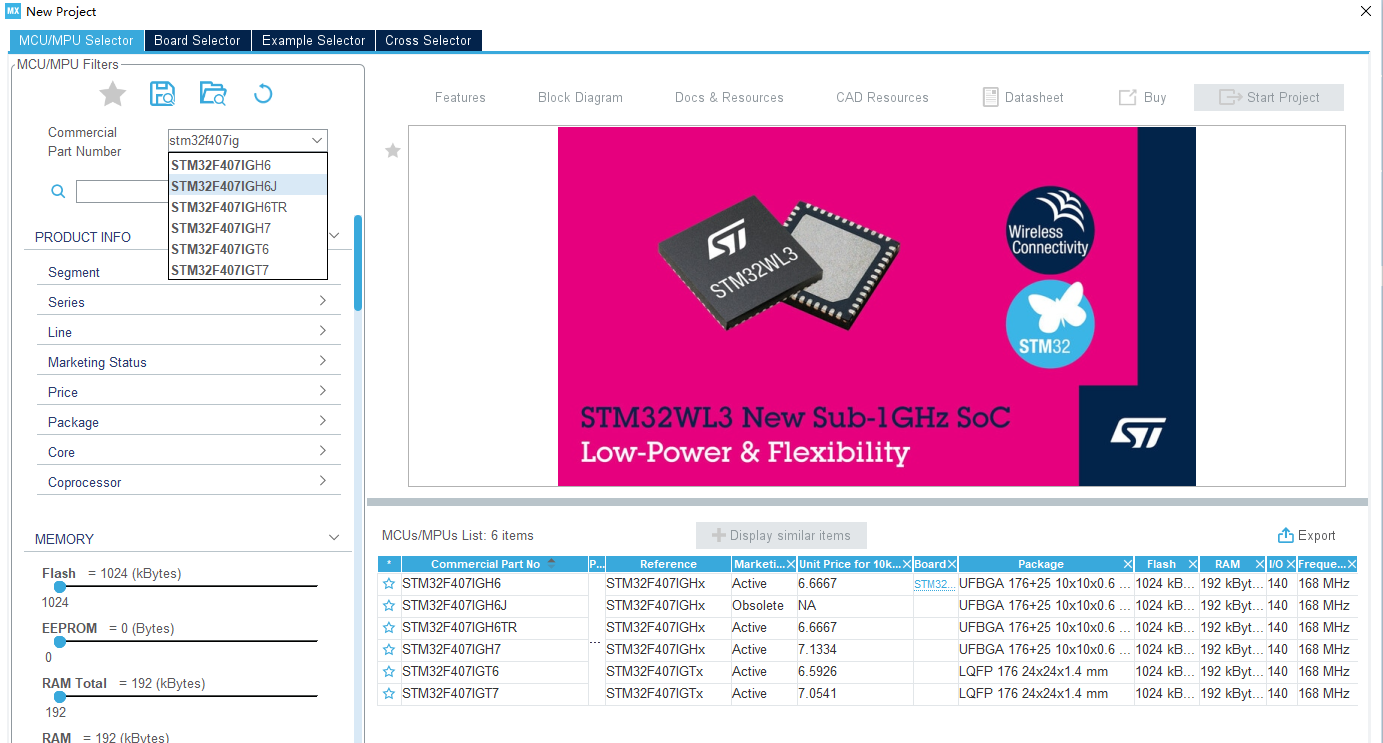 MX New Project
MCU/MPU Selector Board Selector Example Selector Cross Selector
MCU/MPU Filters
Features Block Diagram Docs & Resources CAD Resources Datasheet Buy Start Project
Commercial
Part Number
stm32f407ig
STM32F407IGH6
STM32F407IGH6J
STM32F407IGH6TR
STM32F407IGH7
STM32F407IGT6
STM32F407IGT7
PRODUCT INFO
Segment
Series
Line
Marketing Status
Price
Package
Core
Coprocessor
MEMORY
Flash = 1024 (kBytes)
1024
EEPROM = 0 (Bytes)
0
RAM Total = 192 (kBytes)
192
RAM = 192 (kBytes)
ST
STM32WL3
Wireless
Connectivity
STM32
STM32WL3 New Sub-1GHz SoC
Low-Power & Flexibility
ST
MCUs/MPUs List: 6 items
Display similar items
Export
* Commercial Part No P... Reference Marketi... Unit Price for 10k... Board Package Flash RAM I/O Freque...
STM32F407IGH6 STM32F407IGHx Active 6.6667 STM32... UFBGA 176+25 10x10x0.6 ... 1024 kB... 192 kByt... 140 168 MHz
STM32F407IGH6J STM32F407IGHx Obsolete NA UFBGA 176+25 10x10x0.6 ... 1024 kB... 192 kByt... 140 168 MHz
STM32F407IGH6TR STM32F407IGHx Active 6.6667 UFBGA 176+25 10x10x0.6 ... 1024 kB... 192 kByt... 140 168 MHz
...
STM32F407IGH7 STM32F407IGHx Active 7.1334 UFBGA 176+25 10x10x0.6 ... 1024 kB... 192 kByt... 140 168 MHz
STM32F407IGT6 STM32F407IGTx Active 6.5926 LQFP 176 24x24x1.4 mm 1024 kB... 192 kByt... 140 168 MHz
STM32F407IGT7 STM32F407IGTx Active 7.0541 LQFP 176 24x24x1.4 mm 1024 kB... 192 kByt... 140 168 MHz